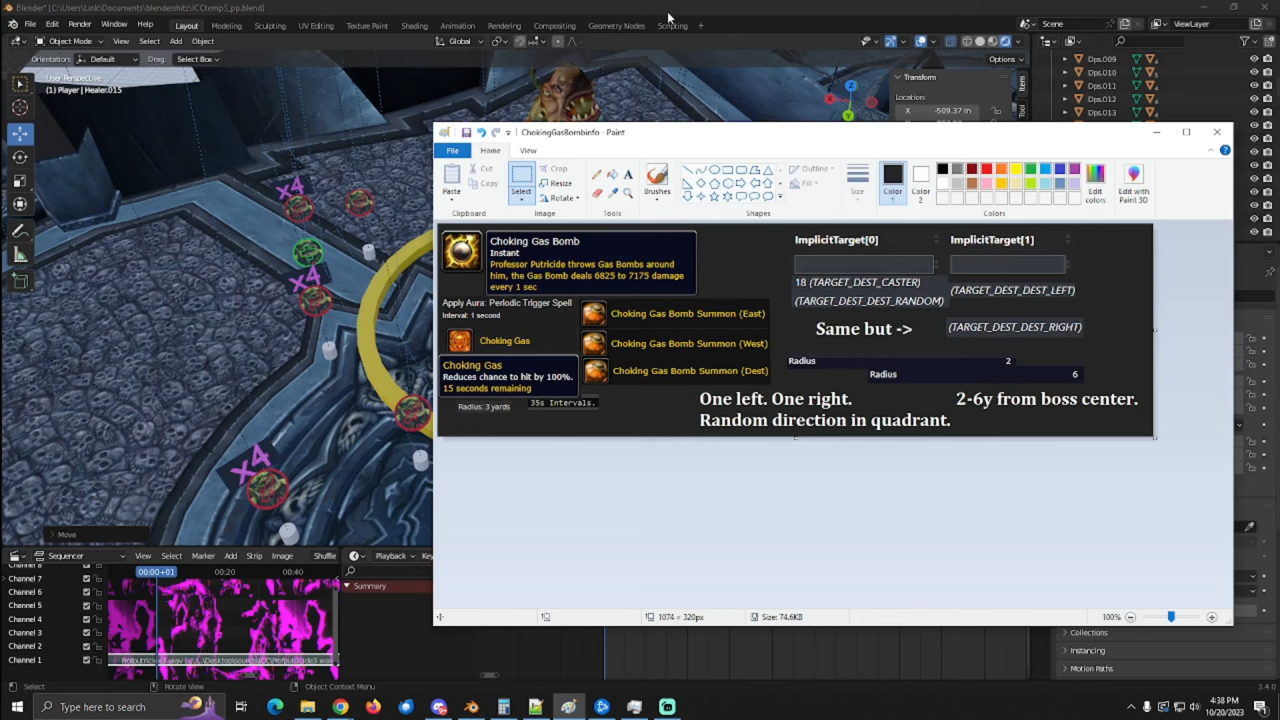 Blender* [C:\Users\Link\Documents\blendershitz\ICCtemp3_pp.blend]
File Edit Render Window Help
Layout Modeling Sculpting UV Editing Texture Paint Shading Animation Rendering Compositing Geometry Nodes Scripting +
Scene
ViewLayer
Object Mode View Select Add Object
Global
Orientation: Default Drag: Select Box
Options
User Perspective
(1) Player | Healer.015
Transform
Location:
X -509.37 m
Item
Tool
Dps.009
Dps.010
Dps.011
Dps.012
Dps.013
X
Z
Y
x4
x4
x4
Move
ChokingGasBombinfo - Paint
File Home View
Paste
Cut
Copy
Clipboard
Select
Crop
Resize
Rotate
Image
A
Tools
Brushes
Outline
Fill
Shapes
Size
Color
1
Color
2
Edit
colors
Colors
Edit with
Paint 3D
Choking Gas Bomb
Instant
Professor Putricide throws Gas Bombs around
him, the Gas Bomb deals 6825 to 7175 damage
every 1 sec
Apply Aura: Periodic Trigger Spell
Interval: 1 second
Choking Gas
Choking Gas
Reduces chance to hit by 100%.
15 seconds remaining
Radius: 3 yards
35s Intervals.
Choking Gas Bomb Summon (East)
Choking Gas Bomb Summon (West)
Choking Gas Bomb Summon (Dest)
ImplicitTarget[0] ImplicitTarget[1]
18 (TARGET_DEST_CASTER)
(TARGET_DEST_DEST_RANDOM)
(TARGET_DEST_DEST_LEFT)
Same but -> (TARGET_DEST_DEST_RIGHT)
Radius 2
Radius 6
One left. One right.
Random direction in quadrant.
2-6y from boss center.
1074 × 320px
Size: 74.6KB
100%
Sequencer View Select Marker Add Strip Image Shuffle
Playback
00:00+01 00:20 00:40
Channel 7
Channel 6
Channel 5
Channel 4
Channel 3
Channel 2
Channel 1
Summary
Collections
Instancing
Motion Paths
Select Rotate View Object Context Menu
3.4.0
Type here to search
4:38 PM
10/20/2023